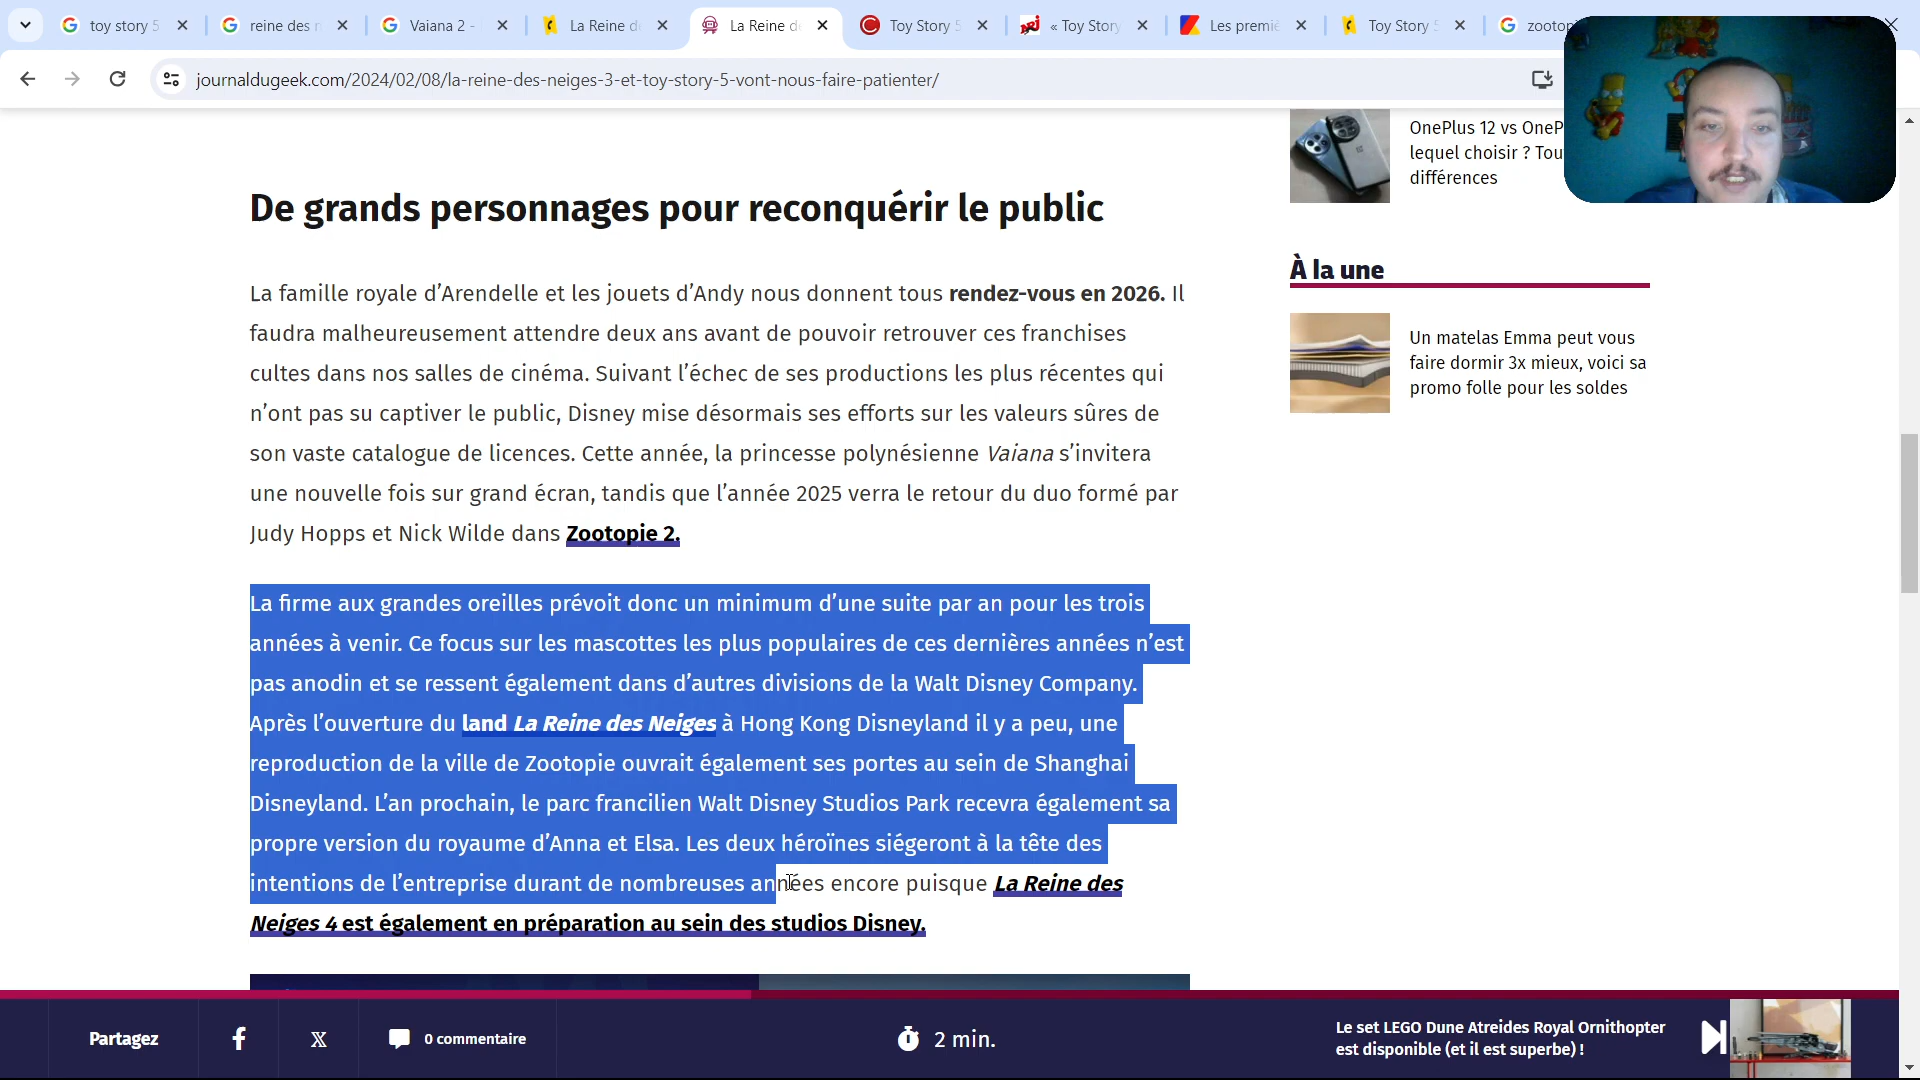 toy story 5
reine des n
Vaiana 2 -
La Reine d
La Reine d
Toy Story 5
« Toy Story
Les premiè
Toy Story 5
zootopi
journaldugeek.com/2024/02/08/la-reine-des-neiges-3-et-toy-story-5-vont-nous-faire-patienter/
De grands personnages pour reconquérir le public
La famille royale d’Arendelle et les jouets d’Andy nous donnent tous rendez-vous en 2026. Il
faudra malheureusement attendre deux ans avant de pouvoir retrouver ces franchises
cultes dans nos salles de cinéma. Suivant l’échec de ses productions les plus récentes qui
n’ont pas su captiver le public, Disney mise désormais ses efforts sur les valeurs sûres de
son vaste catalogue de licences. Cette année, la princesse polynésienne Vaiana s’invitera
une nouvelle fois sur grand écran, tandis que l’année 2025 verra le retour du duo formé par
Judy Hopps et Nick Wilde dans Zootopie 2.
La firme aux grandes oreilles prévoit donc un minimum d’une suite par an pour les trois
années à venir. Ce focus sur les mascottes les plus populaires de ces dernières années n’est
pas anodin et se ressent également dans d’autres divisions de la Walt Disney Company.
Après l’ouverture du land La Reine des Neiges à Hong Kong Disneyland il y a peu, une
reproduction de la ville de Zootopie ouvrait également ses portes au sein de Shanghai
Disneyland. L’an prochain, le parc francilien Walt Disney Studios Park recevra également sa
propre version du royaume d’Anna et Elsa. Les deux héroïnes siégeront à la tête des
intentions de l’entreprise durant de nombreuses années encore puisque La Reine des
Neiges 4 est également en préparation au sein des studios Disney.
OnePlus 12 vs OneP
lequel choisir ? Tou
différences
À la une
Un matelas Emma peut vous
faire dormir 3x mieux, voici sa
promo folle pour les soldes
Partagez
0 commentaire
2 min.
Le set LEGO Dune Atreides Royal Ornithopter
est disponible (et il est superbe) !